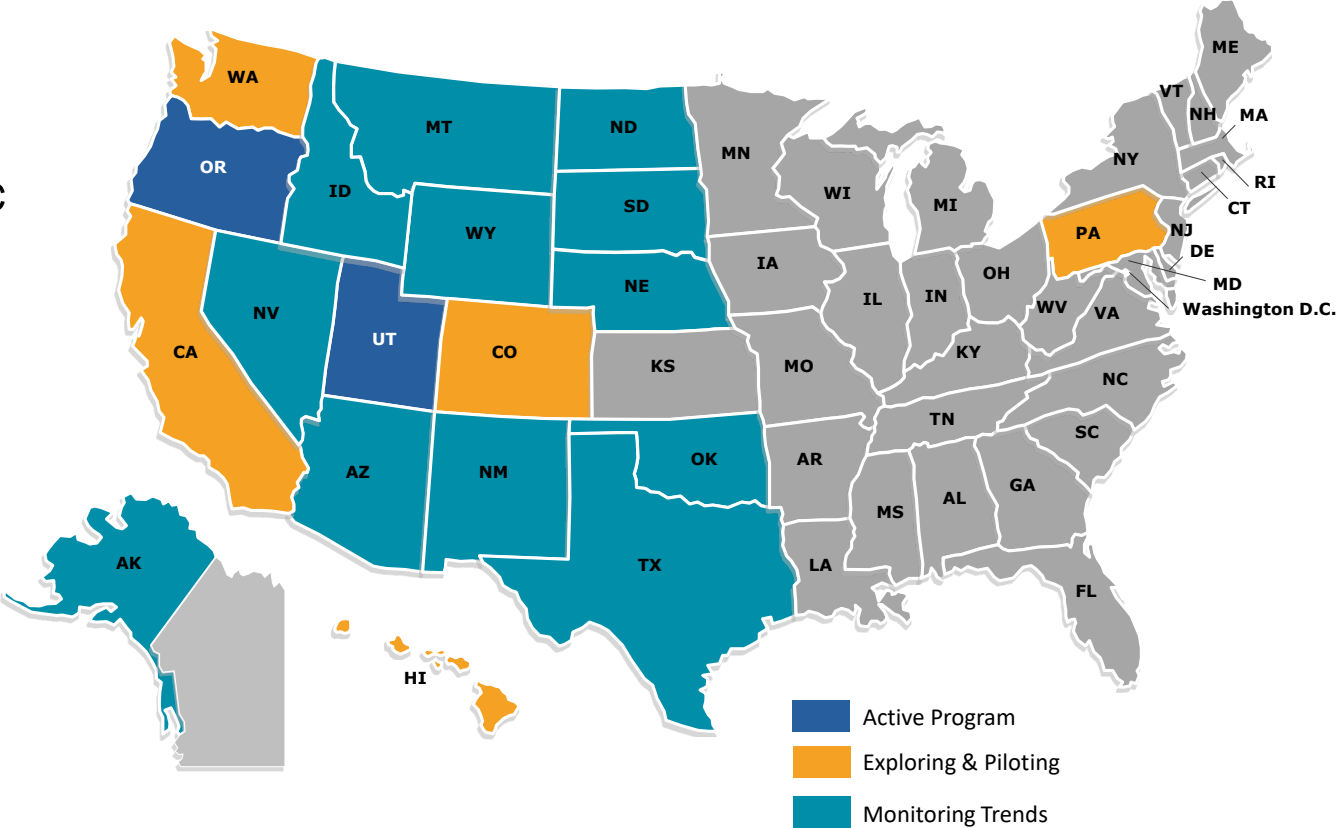 ME
WA
VT
NH
MA
MT
ND
MN
NY
OR
ID
WI
MI
RI
SD
CT
WY
PA
NJ
DE
IA
OH
MD
NE
IL
IN
WV
VA
Washington D.C.
NV
UT
CA
CO
KS
MO
KY
NC
TN
SC
AZ
NM
OK
AR
GA
MS
AL
AK
TX
LA
FL
HI
Active Program
Exploring & Piloting
Monitoring Trends